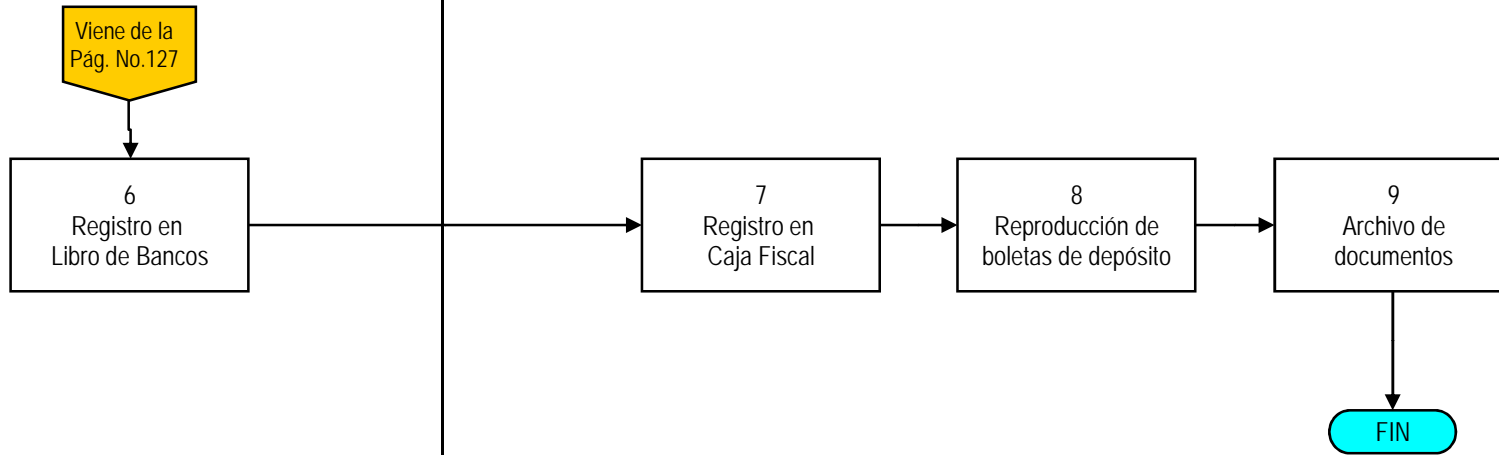 Viene de la
Pág. No.127
6
Registro en
Libro de Bancos
7
Registro en
Caja Fiscal
8
Reproducción de
boletas de depósito
9
Archivo de
documentos
FIN